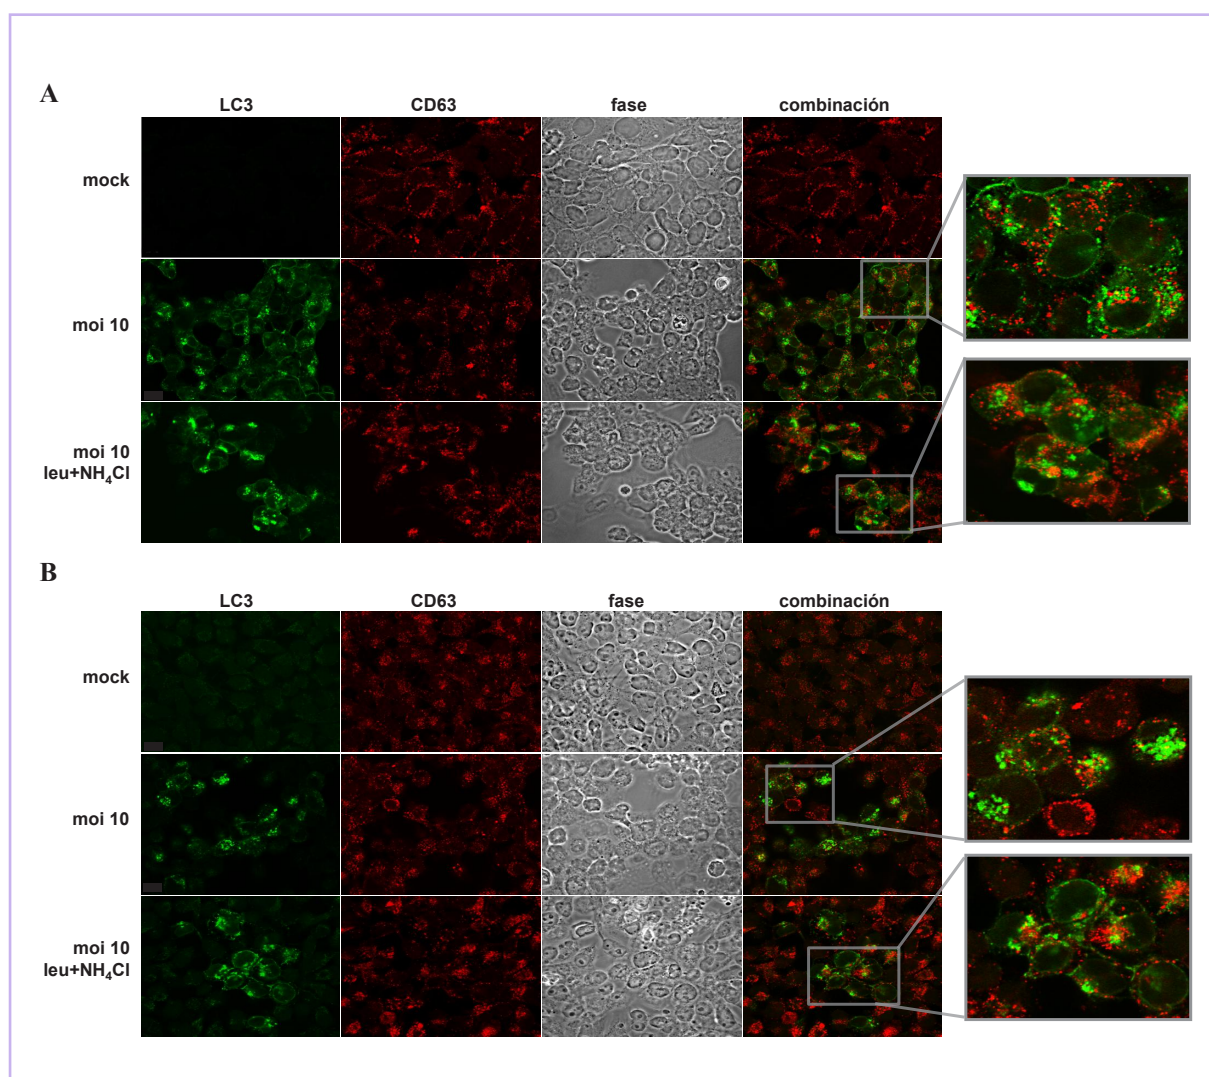 A
LC3 CD63 fase combinación
mock
moi 10
moi 10
leu+NH₄Cl
B
LC3 CD63 fase combinación
mock
moi 10
moi 10
leu+NH₄Cl